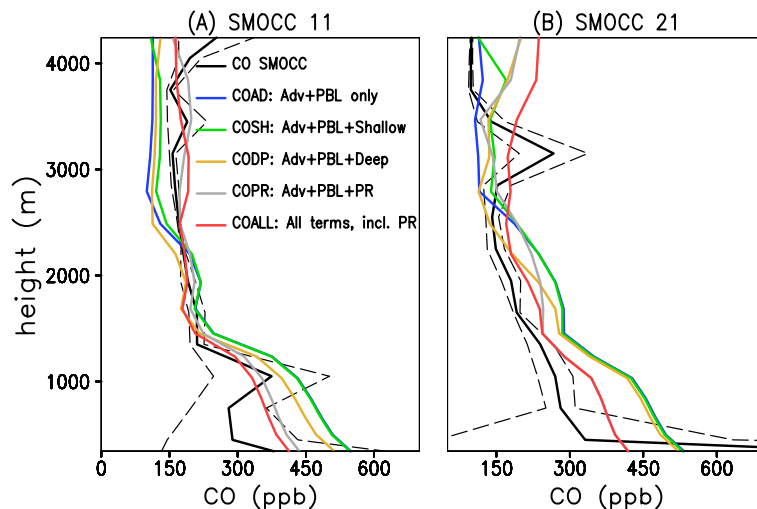 (A) SMOCC 11
(B) SMOCC 21
CO SMOCC
COAD: Adv+PBL only
COSH: Adv+PBL+Shallow
CODP: Adv+PBL+Deep
COPR: Adv+PBL+PR
COALL: All terms, incl. PR
height (m)
4000
3000
2000
1000
0 150 300 450 600
150 300 450 600
CO (ppb)
CO (ppb)